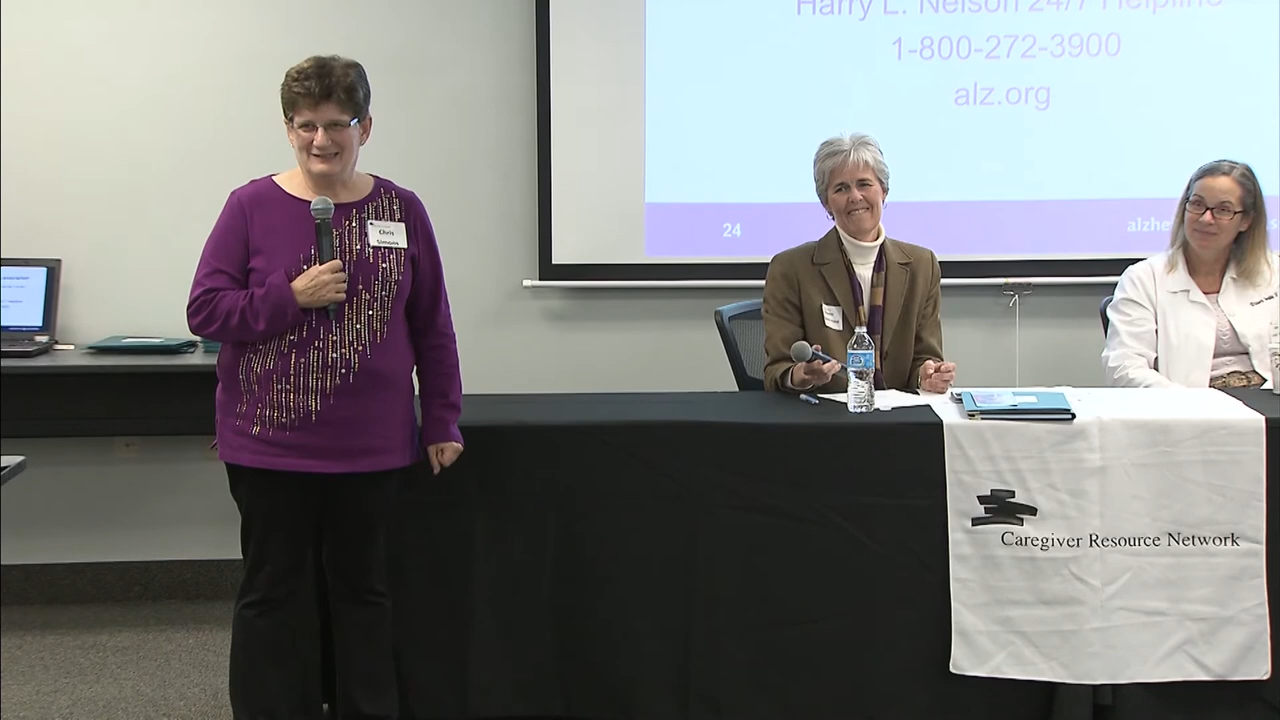 Harry L. Nelson 24/7 Helpline
1-800-272-3900
alz.org
24
Chris
Simons
Caregiver Resource Network